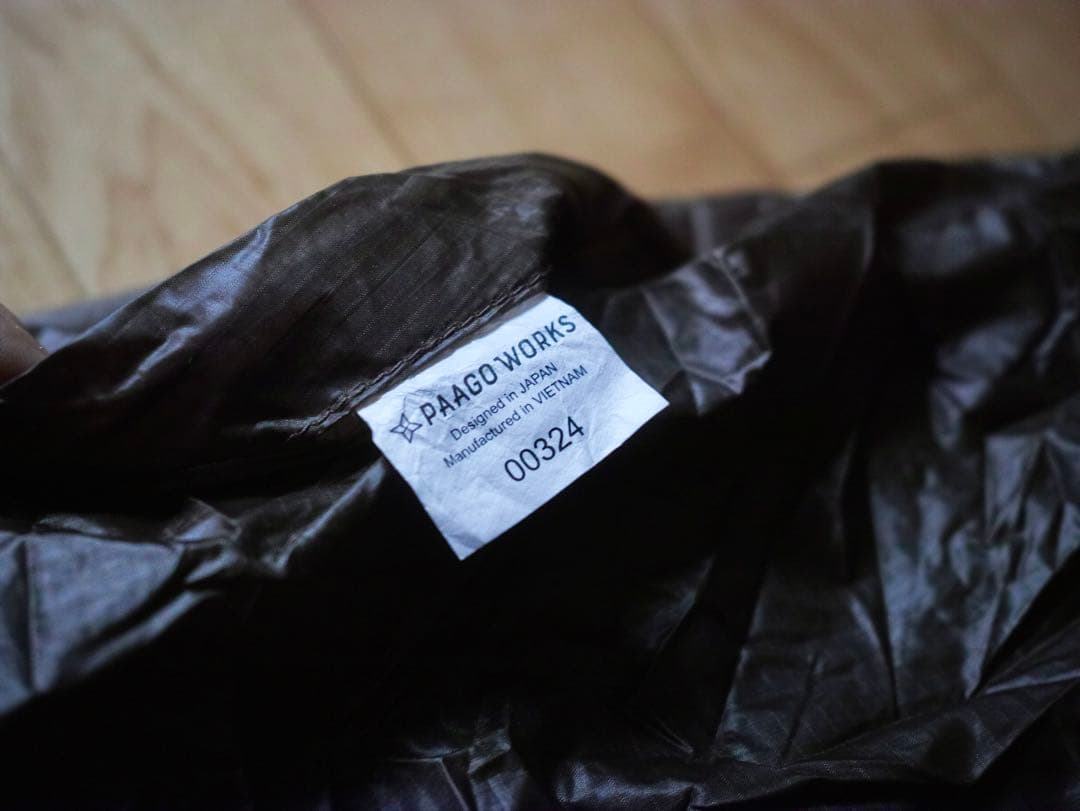 PAAGO WORKS
Designed in JAPAN
Manufactured in VIETNAM
00324